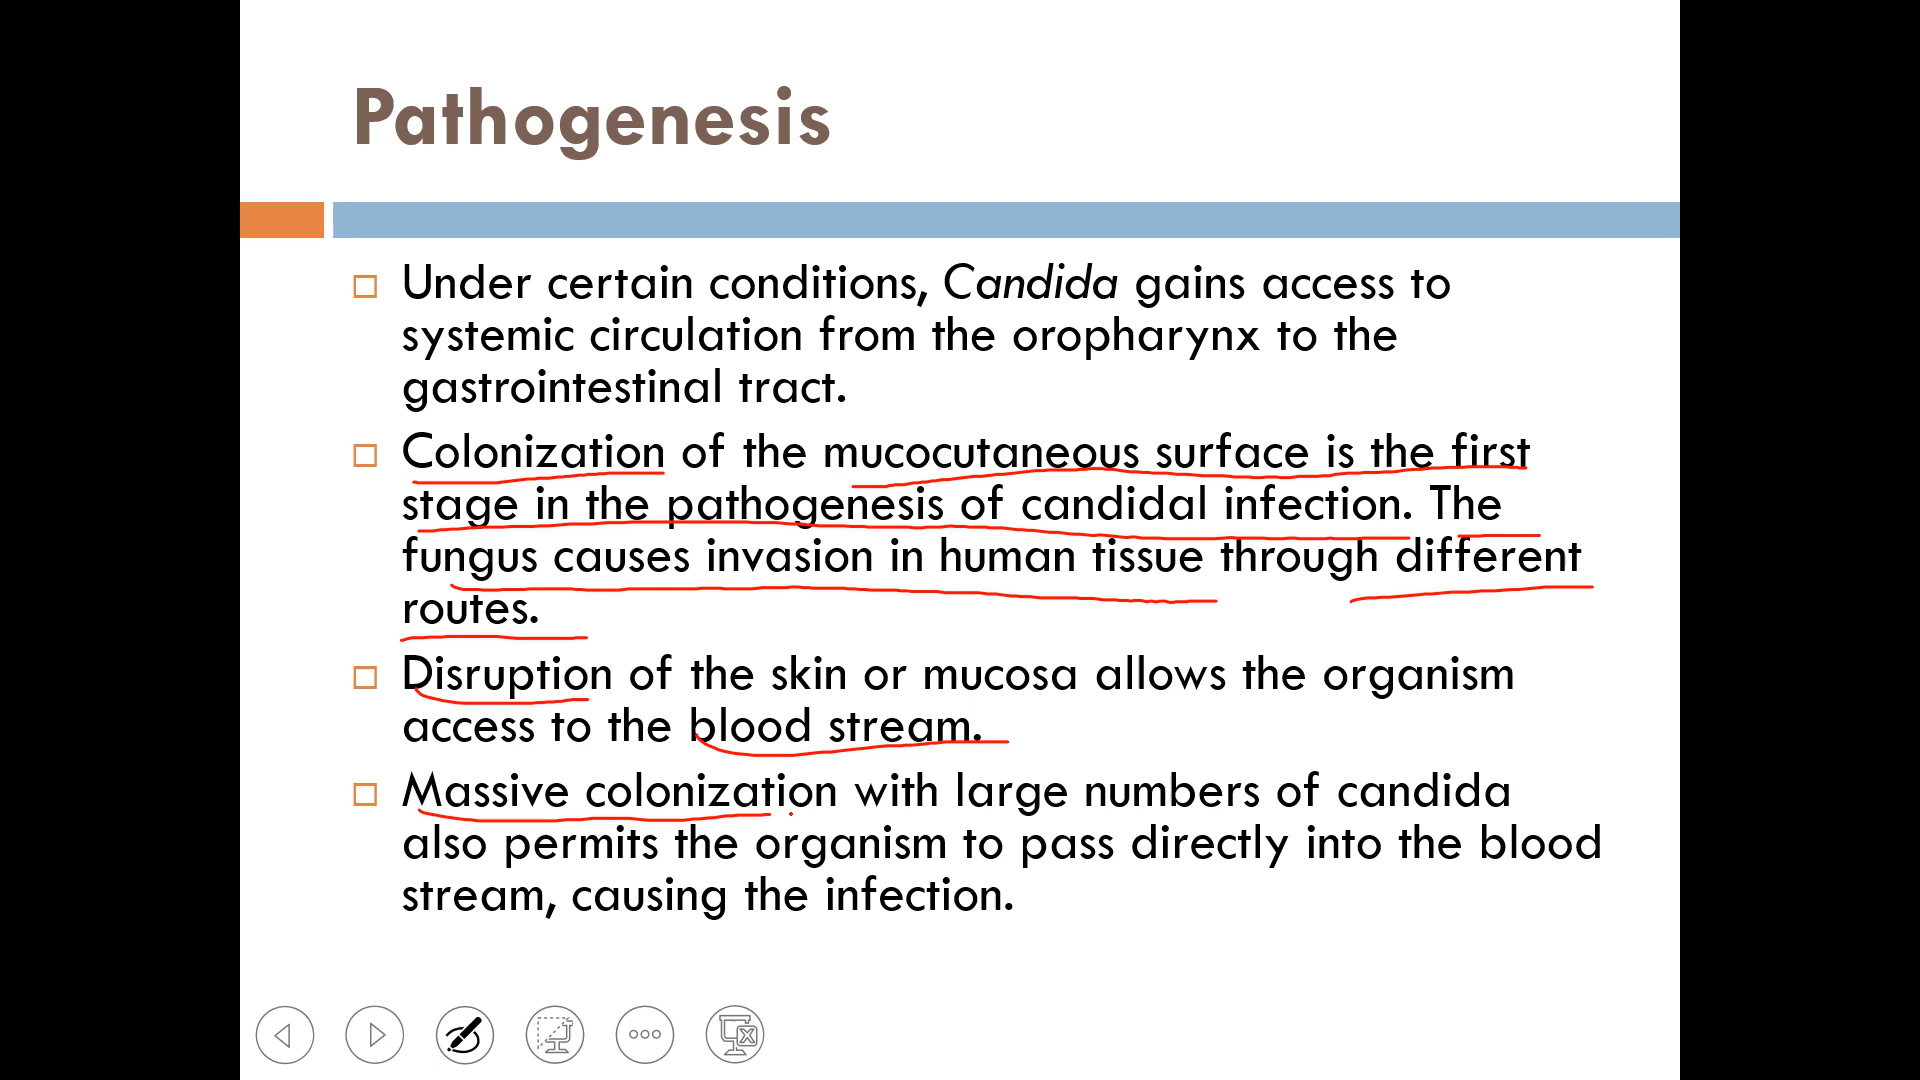 Pathogenesis
Under certain conditions, Candida gains access to
systemic circulation from the oropharynx to the
gastrointestinal tract.
Colonization of the mucocutaneous surface is the first
stage in the pathogenesis of candidal infection. The
fungus causes invasion in human tissue through different
routes.
Disruption of the skin or mucosa allows the organism
access to the blood stream.
Massive colonization with large numbers of candida
also permits the organism to pass directly into the blood
stream, causing the infection.